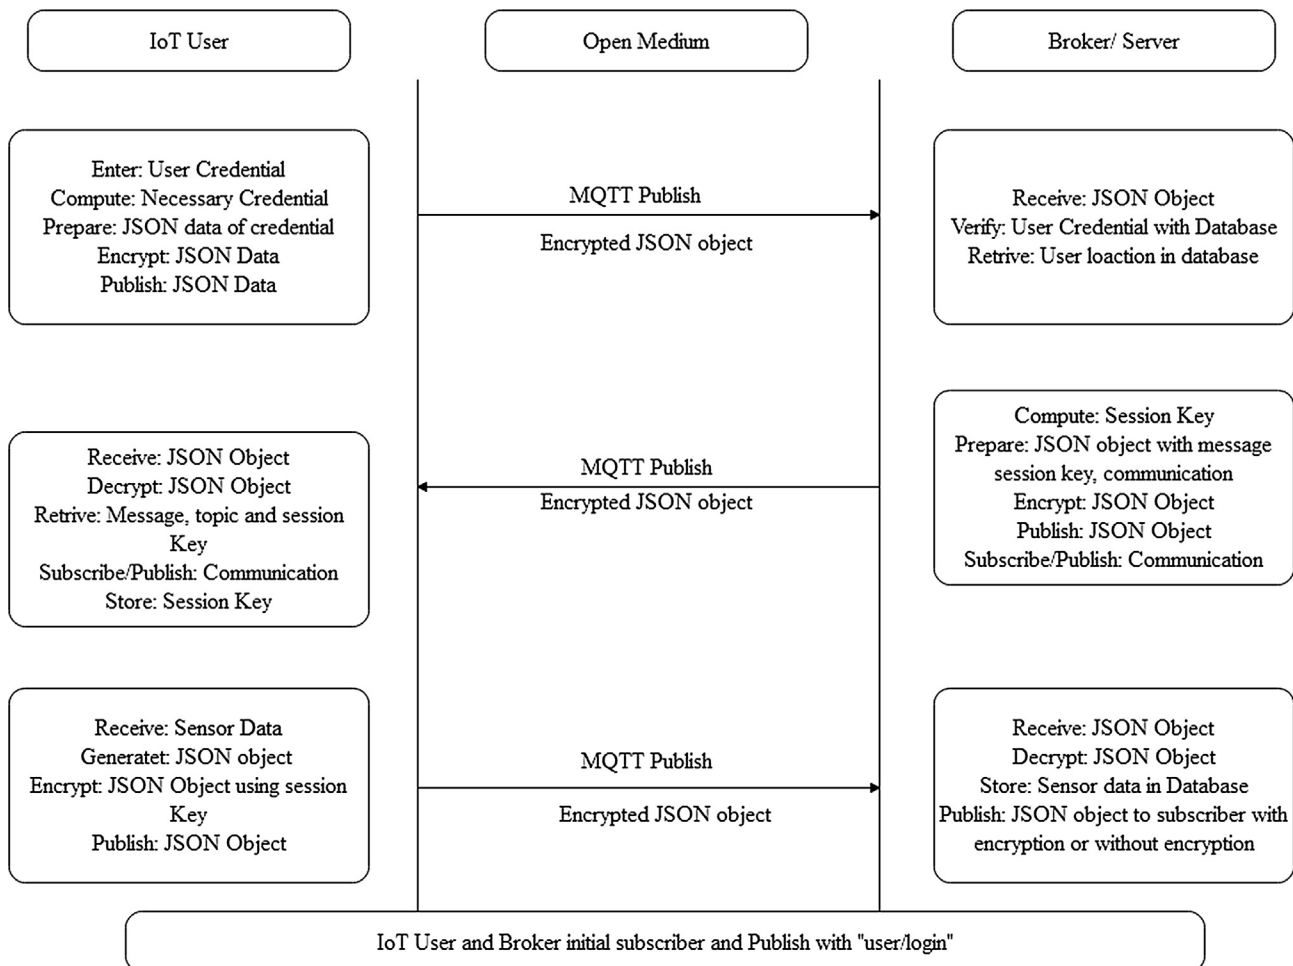 IoT User
Open Medium
Broker/ Server
Enter: User Credential
Compute: Necessary Credential
Prepare: JSON data of credential
Encrypt: JSON Data
Publish: JSON Data
MQTT Publish
Encrypted JSON object
Receive: JSON Object
Verify: User Credential with Database
Retrive: User loaction in database
Compute: Session Key
Prepare: JSON object with message
session key, communication
Encrypt: JSON Object
Publish: JSON Object
Subscribe/Publish: Communication
MQTT Publish
Encrypted JSON object
Receive: JSON Object
Decrypt: JSON Object
Retrive: Message, topic and session
Key
Subscribe/Publish: Communication
Store: Session Key
Receive: Sensor Data
Generatet: JSON object
Encrypt: JSON Object using session
Key
Publish: JSON Object
MQTT Publish
Encrypted JSON object
Receive: JSON Object
Decrypt: JSON Object
Store: Sensor data in Database
Publish: JSON object to subscriber with
encryption or without encryption
IoT User and Broker initial subscriber and Publish with "user/login"